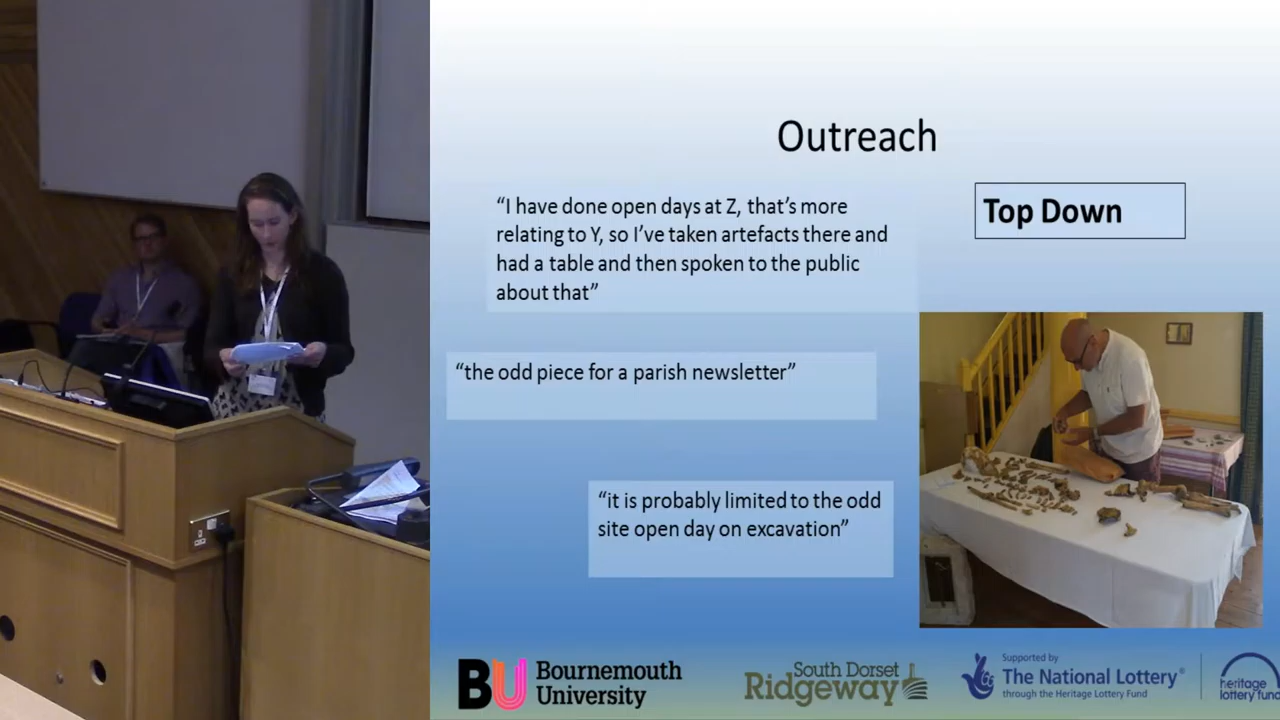 Outreach
“I have done open days at Z, that’s more
relating to Y, so I’ve taken artefacts there and
had a table and then spoken to the public
about that”
Top Down
“the odd piece for a parish newsletter”
“it is probably limited to the odd
site open day on excavation”
BU Bournemouth
University
South Dorset
Ridgeway
Supported by
The National Lottery®
through the Heritage Lottery Fund
heritage
lottery fund